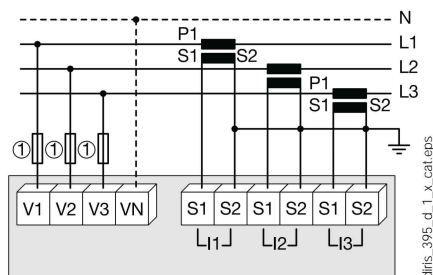 N
P1
L1
S1 S2
L2
P1
L3
S1 S2
① ① ①
V1 V2 V3 VN S1 S2 S1 S2 S1 S2
I1 I2 I3
diris_395_d_1_x_cat.eps